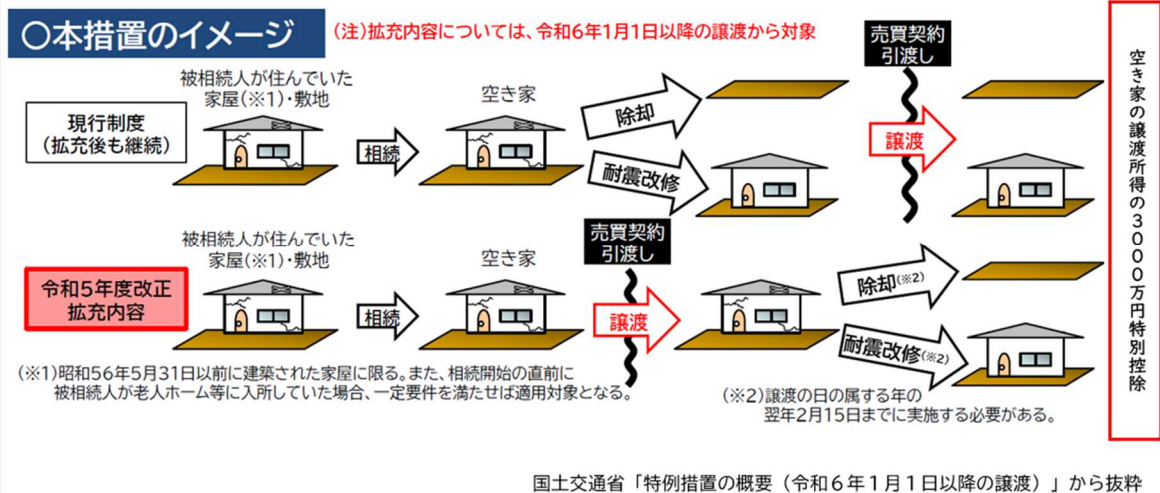 ○本措置のイメージ
(注)拡充内容については、令和6年1月1日以降の譲渡から対象
売買契約
引渡し
被相続人が住んでいた
家屋(※1)・敷地
空き家
現行制度
(拡充後も継続)
相続
除却
耐震改修
譲渡
被相続人が住んでいた
家屋(※1)・敷地
空き家
売買契約
引渡し
令和5年度改正
拡充内容
相続
譲渡
除却(※2)
耐震改修(※2)
(※1)昭和56年5月31日以前に建築された家屋に限る。また、相続開始の直前に
被相続人が老人ホーム等に入所していた場合、一定要件を満たせば適用対象となる。
(※2)譲渡の日の属する年の
翌年2月15日までに実施する必要がある。
空き家の譲渡所得の3000万円特別控除
国土交通省「特例措置の概要(令和6年1月1日以降の譲渡)」から抜粋